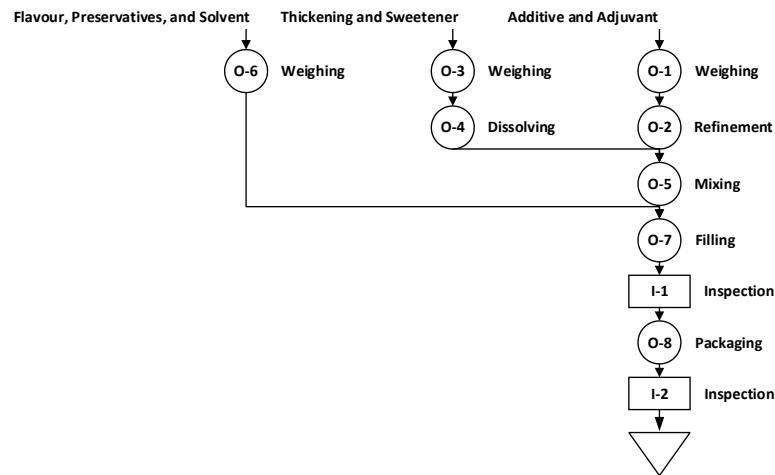 Flavour, Preservatives, and Solvent Thickening and Sweetener Additive and Adjuvant
O-6 Weighing O-3 Weighing O-1 Weighing
O-4 Dissolving O-2 Refinement
O-5 Mixing
O-7 Filling
I-1 Inspection
O-8 Packaging
I-2 Inspection